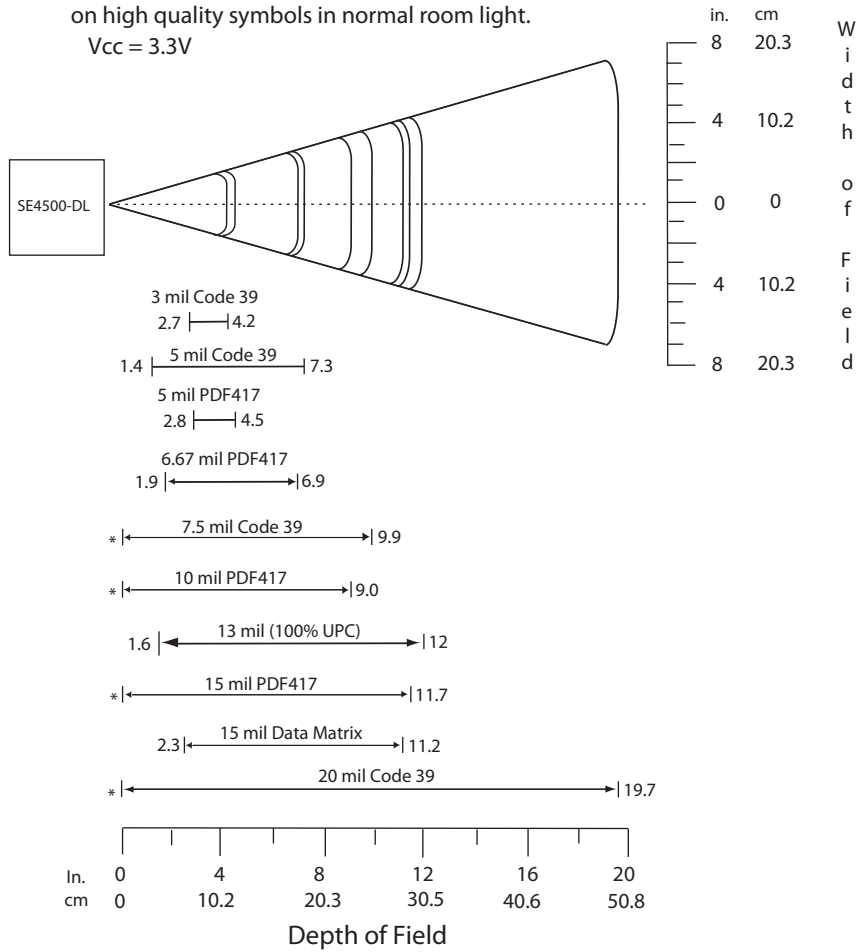 on high quality symbols in normal room light.
Vcc = 3.3V
in. cm
8 20.3
4 10.2
0 0
4 10.2
8 20.3
Width of Field
SE4500-DL
3 mil Code 39
2.7 4.2
5 mil Code 39
1.4 7.3
5 mil PDF417
2.8 4.5
6.67 mil PDF417
1.9 6.9
7.5 mil Code 39
* 9.9
10 mil PDF417
* 9.0
13 mil (100% UPC)
1.6 12
15 mil PDF417
* 11.7
15 mil Data Matrix
2.3 11.2
20 mil Code 39
* 19.7
In. 0 4 8 12 16 20
cm 0 10.2 20.3 30.5 40.6 50.8
Depth of Field